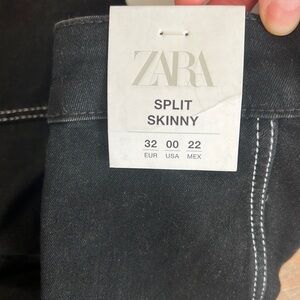 ZARA
SPLIT
SKINNY
32 00 22
EUR USA MEX